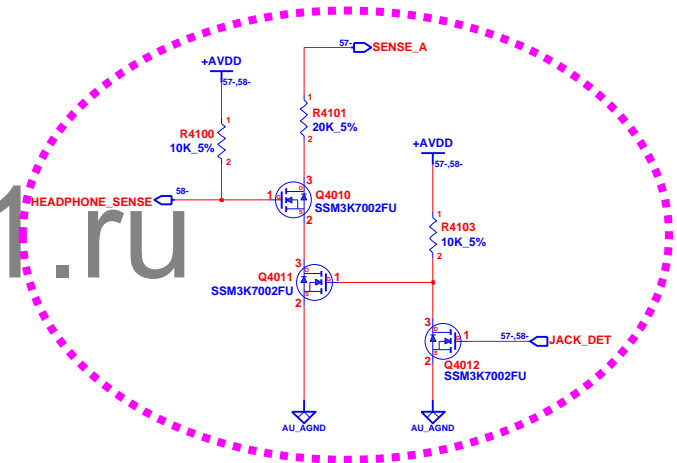 57- SENSE_A
+AVDD
57-,58-
1
R4101
20K_5%
2
1
R4100
10K_5%
2
+AVDD
57-,58-
3
D
Q4010
SSM3K7002FU
1
G
S
2
58-
HEADPHONE_SENSE
1
R4103
10K_5%
2
1.ru
3
D
Q4011
SSM3K7002FU
G
1
S
2
3
D
57-,58-
JACK_DET
G
1
S
2
Q4012
SSM3K7002FU
AU_AGND
AU_AGND